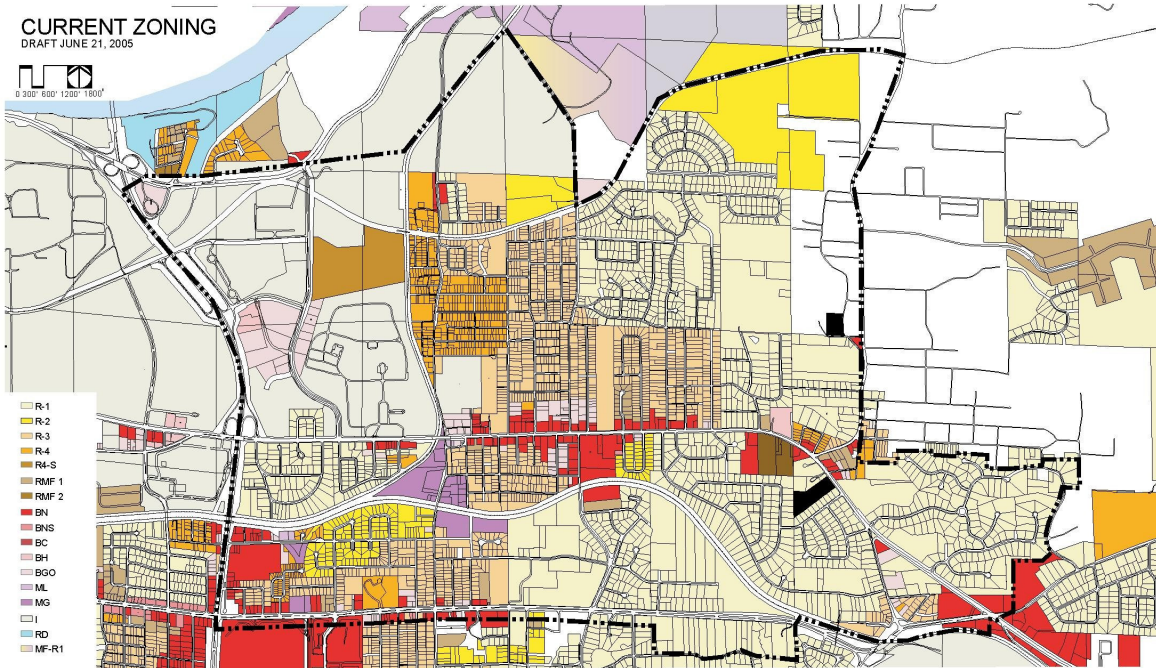 CURRENT ZONING
DRAFT JUNE 21, 2005
0 300' 600' 1200' 1800'
R-1
R-2
R-3
R-4
R4-S
RMF 1
RMF 2
BN
BNS
BC
BH
BGO
ML
MG
I
RD
MF-R1